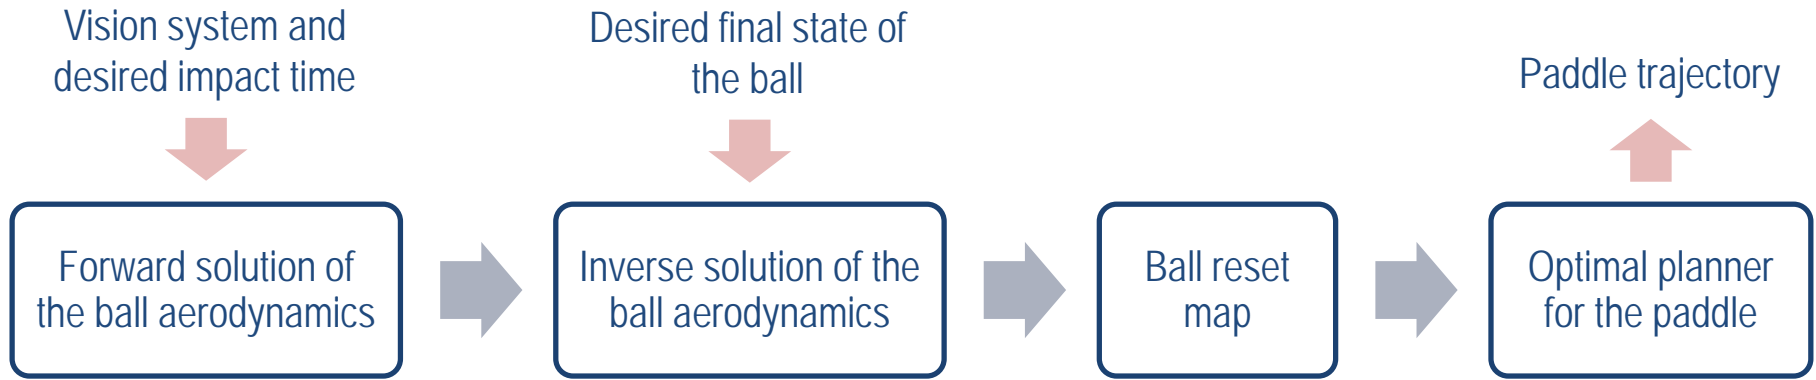 Vision system and
desired impact time
Desired final state of
the ball
Paddle trajectory
Forward solution of
the ball aerodynamics
Inverse solution of the
ball aerodynamics
Ball reset
map
Optimal planner
for the paddle